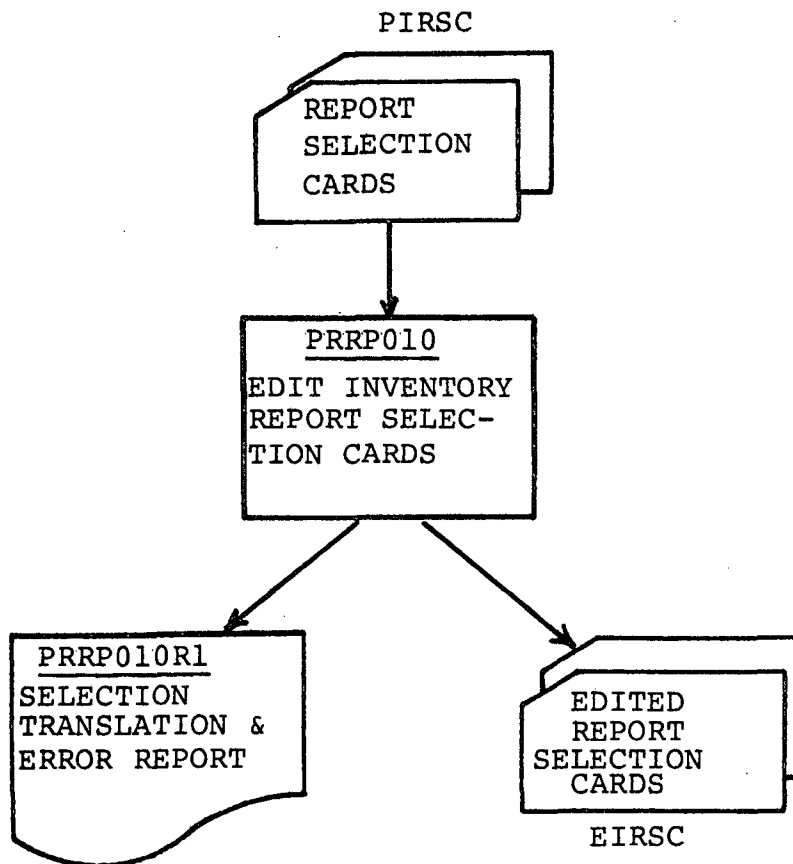 PIRSC
REPORT
SELECTION
CARDS
PRRP010
EDIT INVENTORY
REPORT SELEC-
TION CARDS
PRRP010R1
SELECTION
TRANSLATION &
ERROR REPORT
EDITED
REPORT
SELECTION
CARDS
EIRSC